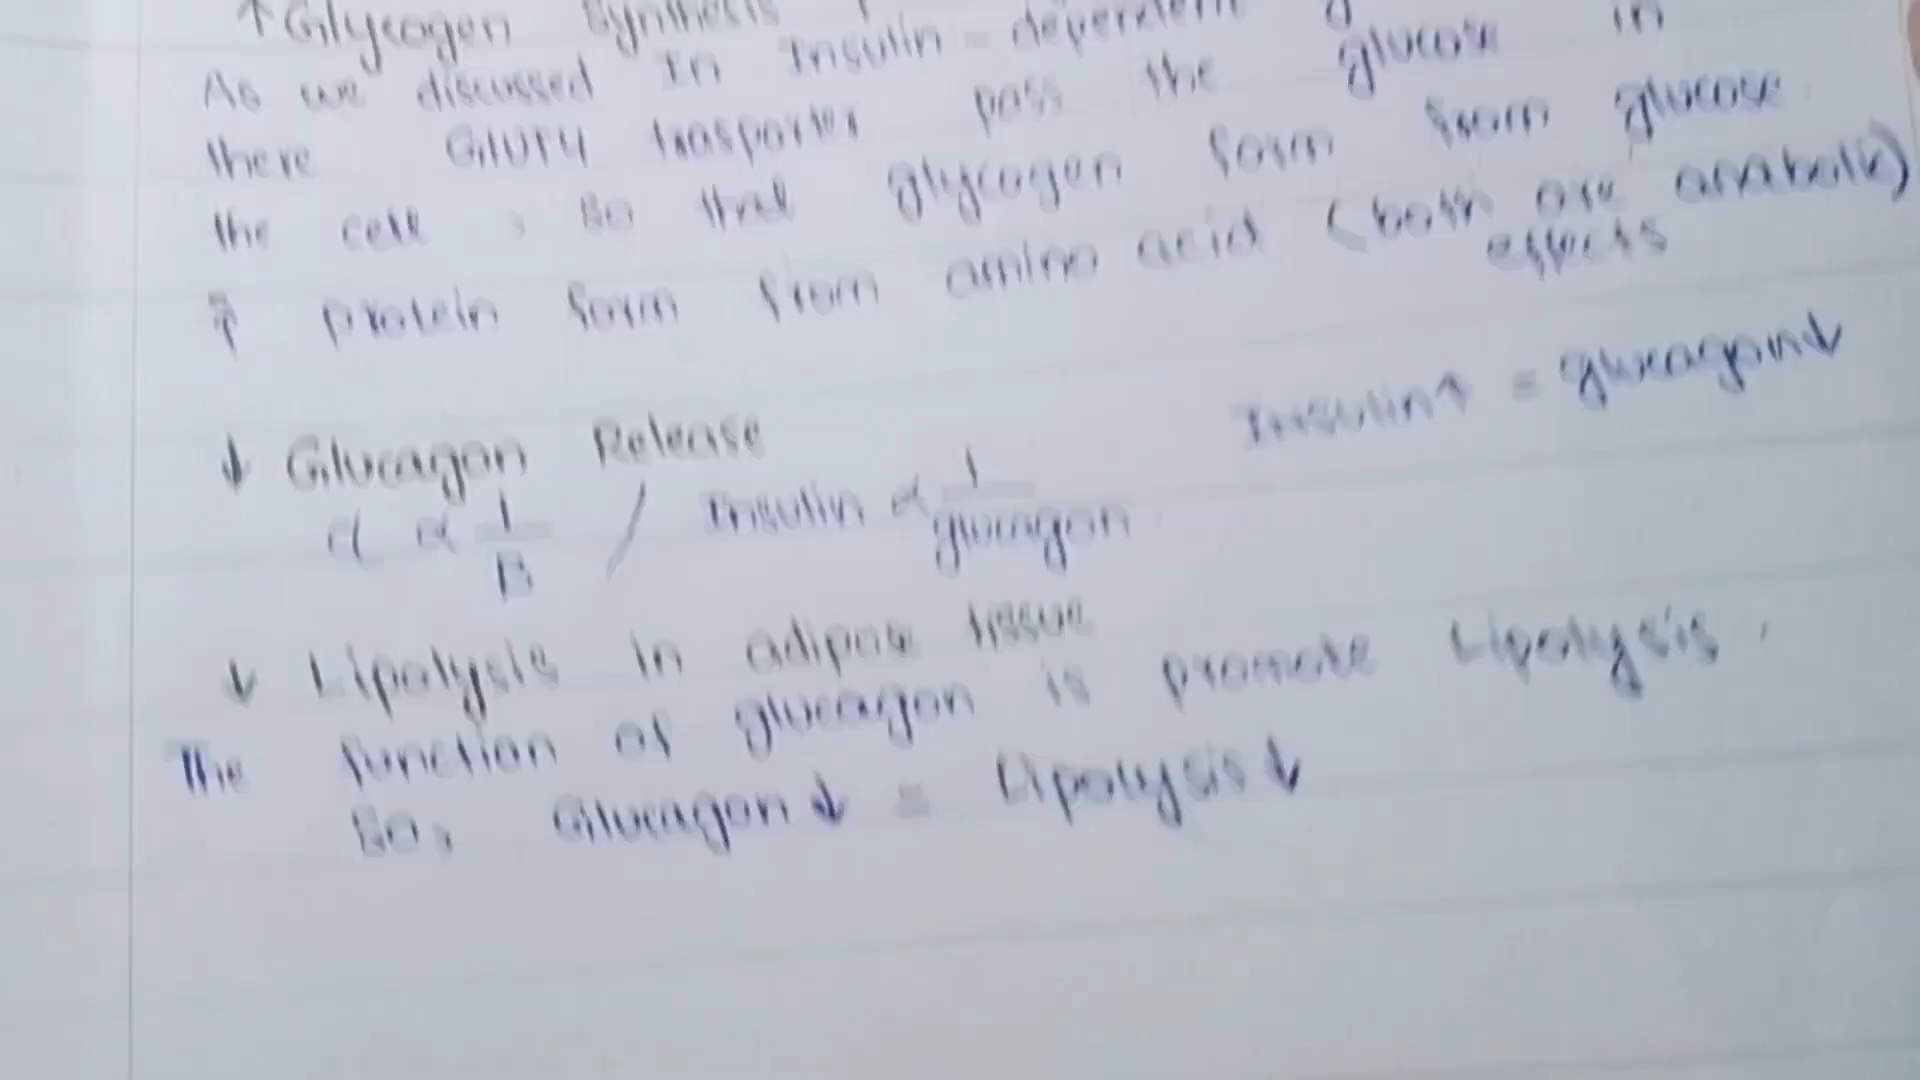 ↑ Glycogen Synthesis
As we discussed In Insulin-dependent
there GLUT4 trasporter pass the glucose in
the cell, so that glycogen form from glucose
& protein form from amino acid (both are anabolic)
effects
↓ Glucagon Release
Insulin↑ = glucagon↓
α ∝ 1/B / Insulin ∝ 1/glucagon
↓ Lipolysis in adipose tissue
The function of glucagon is promote Lipolysis.
So, Glucagon↓ = Lipolysis↓